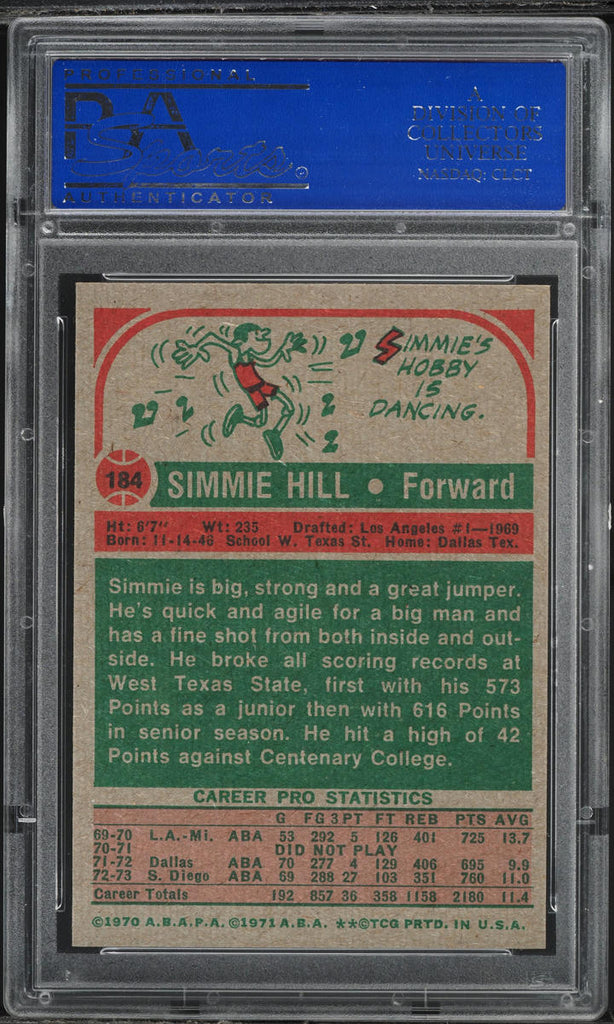 PROFESSIONAL
PSA
Sports ©
AUTHENTICATOR
A
DIVISION OF
COLLECTORS
UNIVERSE
NASDAQ: CLCT
SIMMIE'S
HOBBY
IS
DANCING.
184 SIMMIE HILL • Forward
Ht: 6'7" Wt: 235 Drafted: Los Angeles #1—1969
Born: 11-14-46 School W. Texas St. Home: Dallas Tex.
Simmie is big, strong and a great jumper.
He's quick and agile for a big man and
has a fine shot from both inside and out-
side. He broke all scoring records at
West Texas State, first with his 573
Points as a junior then with 616 Points
in senior season. He hit a high of 42
Points against Centenary College.
CAREER PRO STATISTICS
G FG 3PT FT REB PTS AVG
69-70 L.A.-Mi. ABA 53 292 5 126 401 725 13.7
70-71 DID NOT PLAY
71-72 Dallas ABA 70 277 4 129 406 695 9.9
72-73 S. Diego ABA 69 288 27 103 351 760 11.0
Career Totals 192 857 36 358 1158 2180 11.4
©1970 A.B.A.P.A. ©1971 A.B.A. **©TCG PRTD. IN U.S.A.